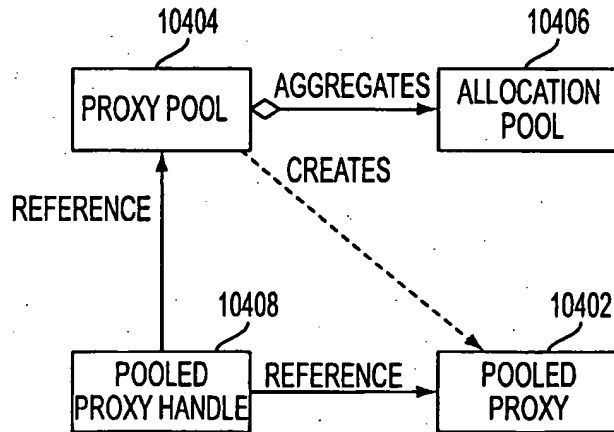 10404
10406
PROXY POOL
AGGREGATES
ALLOCATION
POOL
CREATES
REFERENCE
10408
10402
POOLED
PROXY HANDLE
REFERENCE
POOLED
PROXY